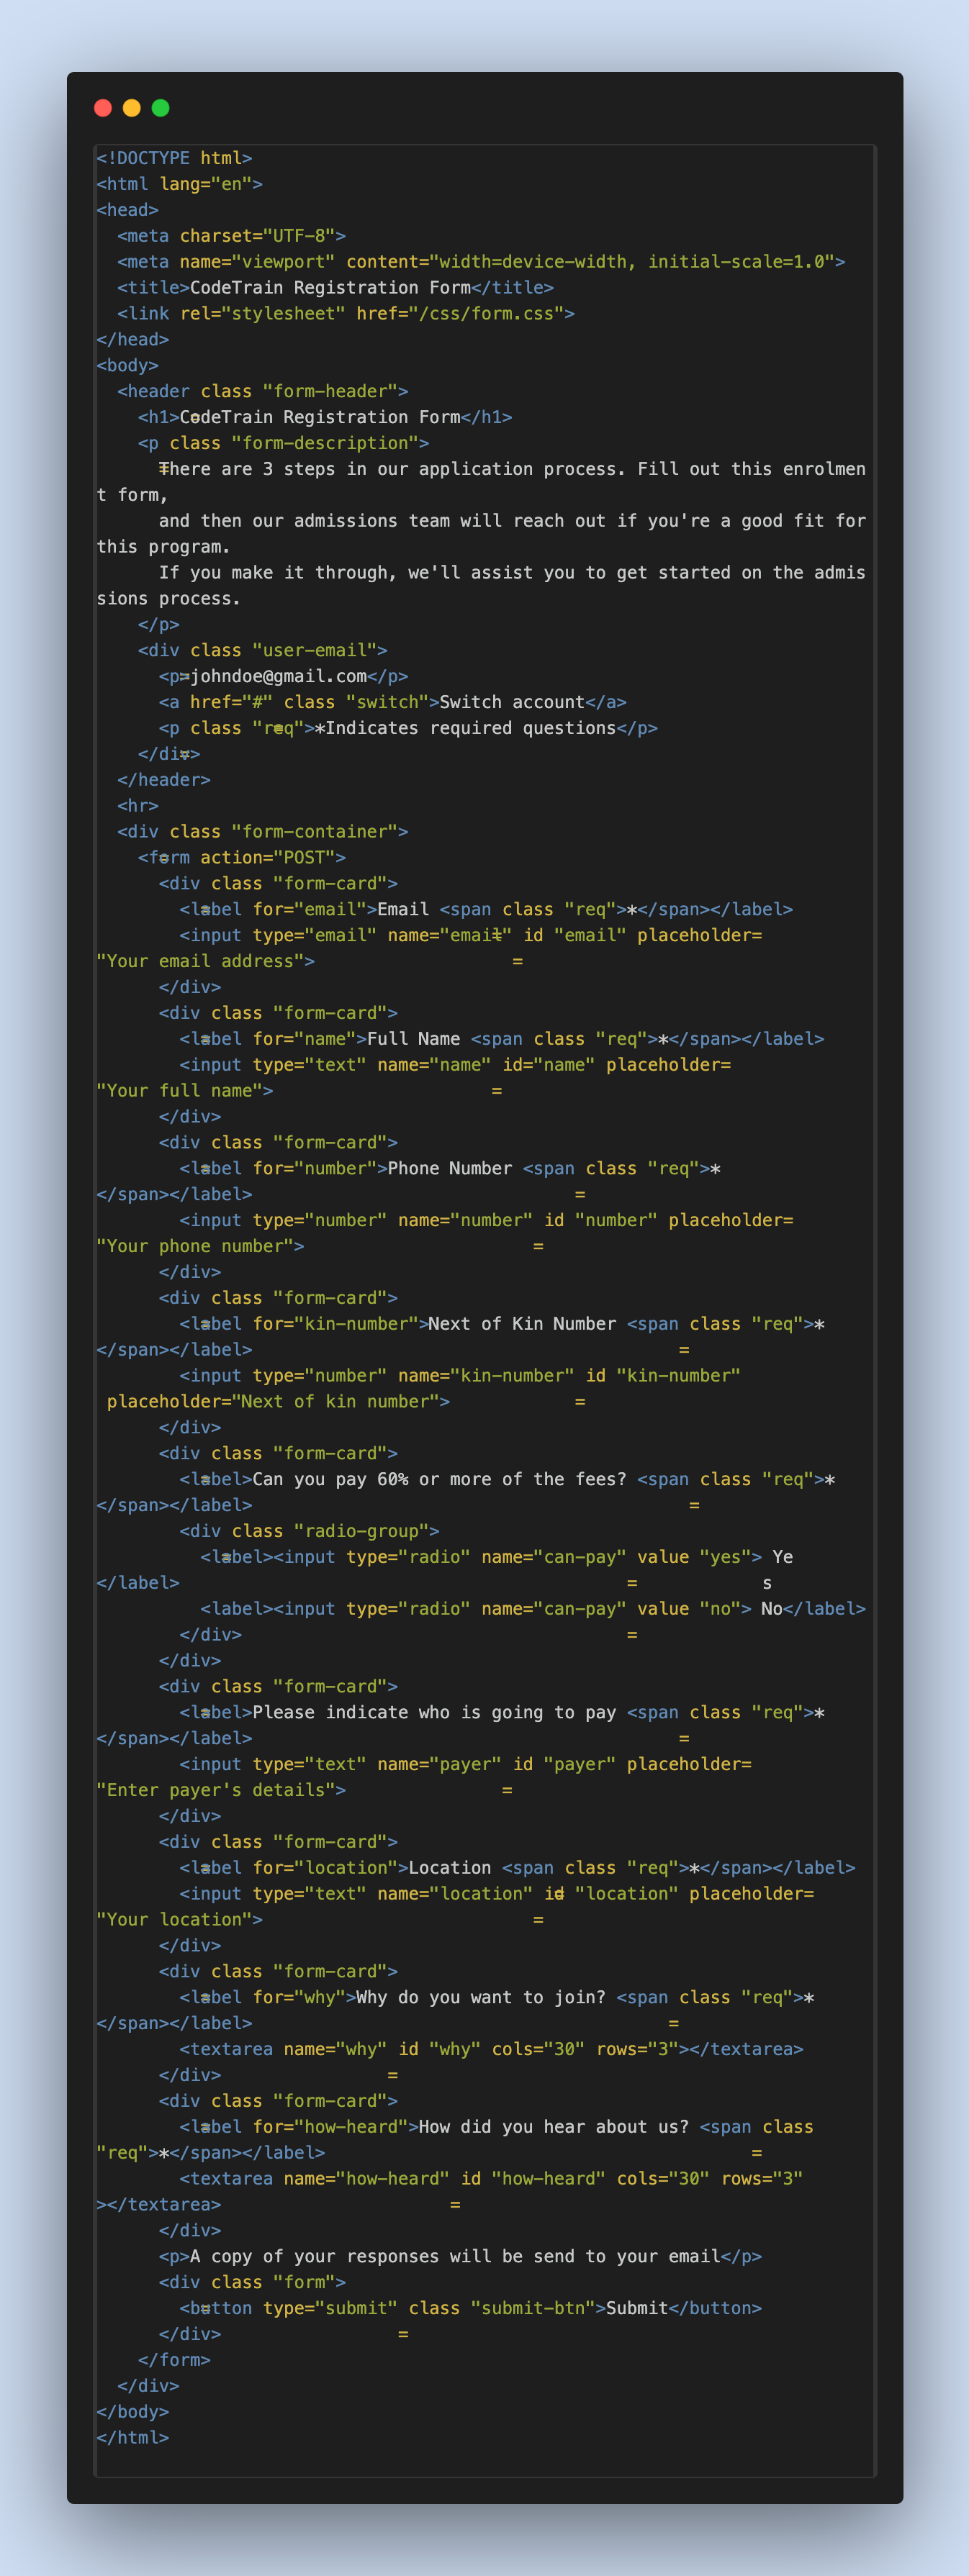 <!DOCTYPE html>
<html lang="en">
<head>
  <meta charset="UTF-8">
  <meta name="viewport" content="width=device-width, initial-scale=1.0">
  <title>CodeTrain Registration Form</title>
  <link rel="stylesheet" href="/css/form.css">
</head>
<body>
  <header class "form-header">
    <h1>CodeTrain Registration Form</h1>
    <p class "form-description">
      There are 3 steps in our application process. Fill out this enrolmen
t form,
      and then our admissions team will reach out if you're a good fit for
this program.
      If you make it through, we'll assist you to get started on the admis
sions process.
    </p>
    <div class "user-email">
      <p>johndoe@gmail.com</p>
      <a href="#" class "switch">Switch account</a>
      <p class "req">*Indicates required questions</p>
    </div>
  </header>
  <hr>
  <div class "form-container">
    <form action="POST">
      <div class "form-card">
        <label for="email">Email <span class "req">*</span></label>
        <input type="email" name="email" id "email" placeholder=
"Your email address">                   =
      </div>
      <div class "form-card">
        <label for="name">Full Name <span class "req">*</span></label>
        <input type="text" name="name" id="name" placeholder=
"Your full name">                     =
      </div>
      <div class "form-card">
        <label for="number">Phone Number <span class "req">*
</span></label>                               =
        <input type="number" name="number" id "number" placeholder=
"Your phone number">                      =
      </div>
      <div class "form-card">
        <label for="kin-number">Next of Kin Number <span class "req">*
</span></label>                                         =
        <input type="number" name="kin-number" id "kin-number"
 placeholder="Next of kin number">            =
      </div>
      <div class "form-card">
        <label>Can you pay 60% or more of the fees? <span class "req">*
</span></label>                                          =
        <div class "radio-group">
          <label><input type="radio" name="can-pay" value "yes"> Ye
</label>                                           =            s
          <label><input type="radio" name="can-pay" value "no"> No</label>
        </div>                                     =
      </div>
      <div class "form-card">
        <label>Please indicate who is going to pay <span class "req">*
</span></label>                                         =
        <input type="text" name="payer" id "payer" placeholder=
"Enter payer's details">               =
      </div>
      <div class "form-card">
        <label for="location">Location <span class "req">*</span></label>
        <input type="text" name="location" id "location" placeholder=
"Your location">                          =
      </div>
      <div class "form-card">
        <label for="why">Why do you want to join? <span class "req">*
</span></label>                                        =
        <textarea name="why" id "why" cols="30" rows="3"></textarea>
      </div>                =
      <div class "form-card">
        <label for="how-heard">How did you hear about us? <span class
"req">*</span></label>                                         =
        <textarea name="how-heard" id "how-heard" cols="30" rows="3"
></textarea>                      =
      </div>
      <p>A copy of your responses will be send to your email</p>
      <div class "form">
        <button type="submit" class "submit-btn">Submit</button>
      </div>                 =
    </form>
  </div>
</body>
</html>